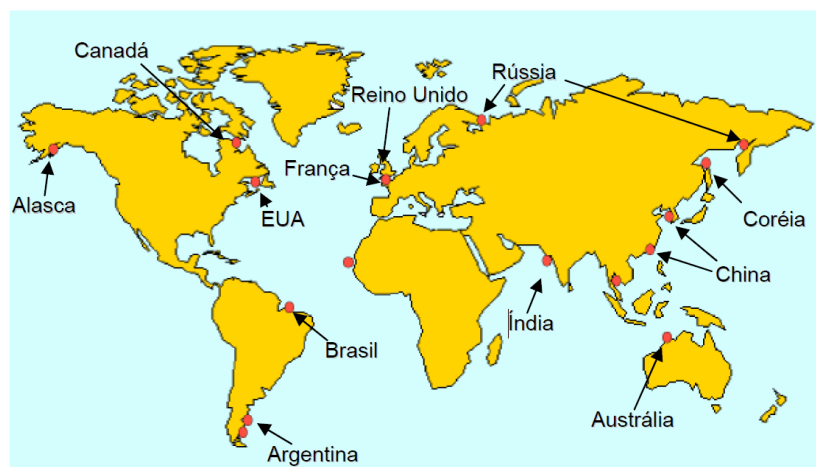 Canadá
Rússia
Reino Unido
França
Alasca
EUA
Coréia
China
Índia
Brasil
Austrália
Argentina